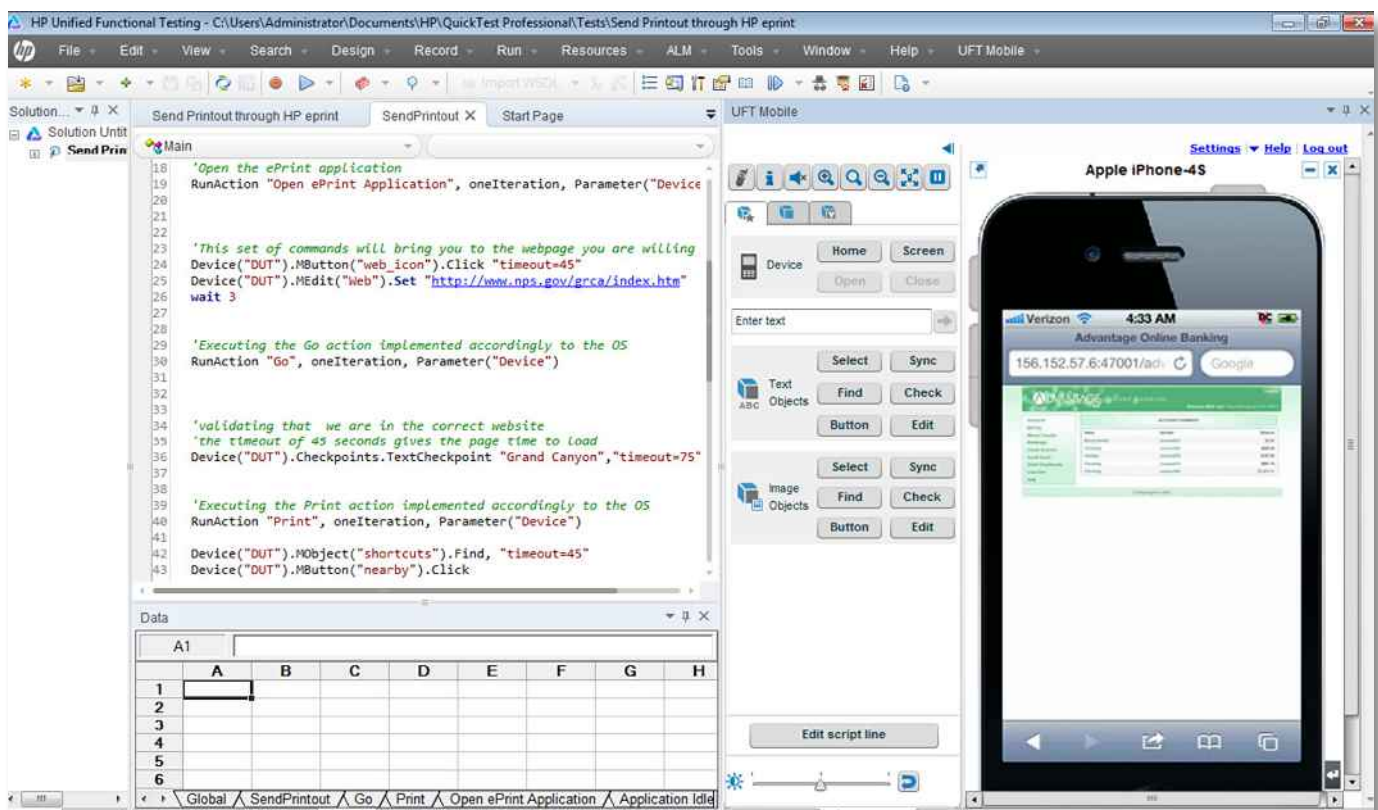 HP Unified Functional Testing - C:\Users\Administrator\Documents\HP\QuickTest Professional\Tests\Send Printout through HP eprint
hp File Edit View Search Design Record Run Resources ALM Tools Window Help UFT Mobile
Import WSDL
Solution...
Solution Untit
Send Prin
Send Printout through HP eprint SendPrintout Start Page
Main
18 'Open the ePrint application
19 RunAction "Open ePrint Application", oneIteration, Parameter("Device
20
21
22
23 'This set of commands will bring you to the webpage you are willing
24 Device("DUT").MButton("web_icon").Click "timeout=45"
25 Device("DUT").MEdit("Web").Set "http://www.nps.gov/grca/index.htm"
26 wait 3
27
28
29 'Executing the Go action implemented accordingly to the OS
30 RunAction "Go", oneIteration, Parameter("Device")
31
32
33
34 'validating that we are in the correct website
35 'the timeout of 45 seconds gives the page time to load
36 Device("DUT").Checkpoints.TextCheckpoint "Grand Canyon","timeout=75"
37
38
39 'Executing the Print action implemented accordingly to the OS
40 RunAction "Print", oneIteration, Parameter("Device")
41
42 Device("DUT").MObject("shortcuts").Find, "timeout=45"
43 Device("DUT").MButton("nearby").Click
Data
A1
A B C D E F G H
1
2
3
4
5
6
Global SendPrintout Go Print Open ePrint Application Application Idle
UFT Mobile
Settings Help Log out
Device Home Screen
Open Close
Enter text
ABC Text Objects
Select Sync
Find Check
Button Edit
Image Objects
Select Sync
Find Check
Button Edit
Edit script line
Apple iPhone-4S
Verizon 4:33 AM
Advantage Online Banking
156.152.57.6:47001/adv Google